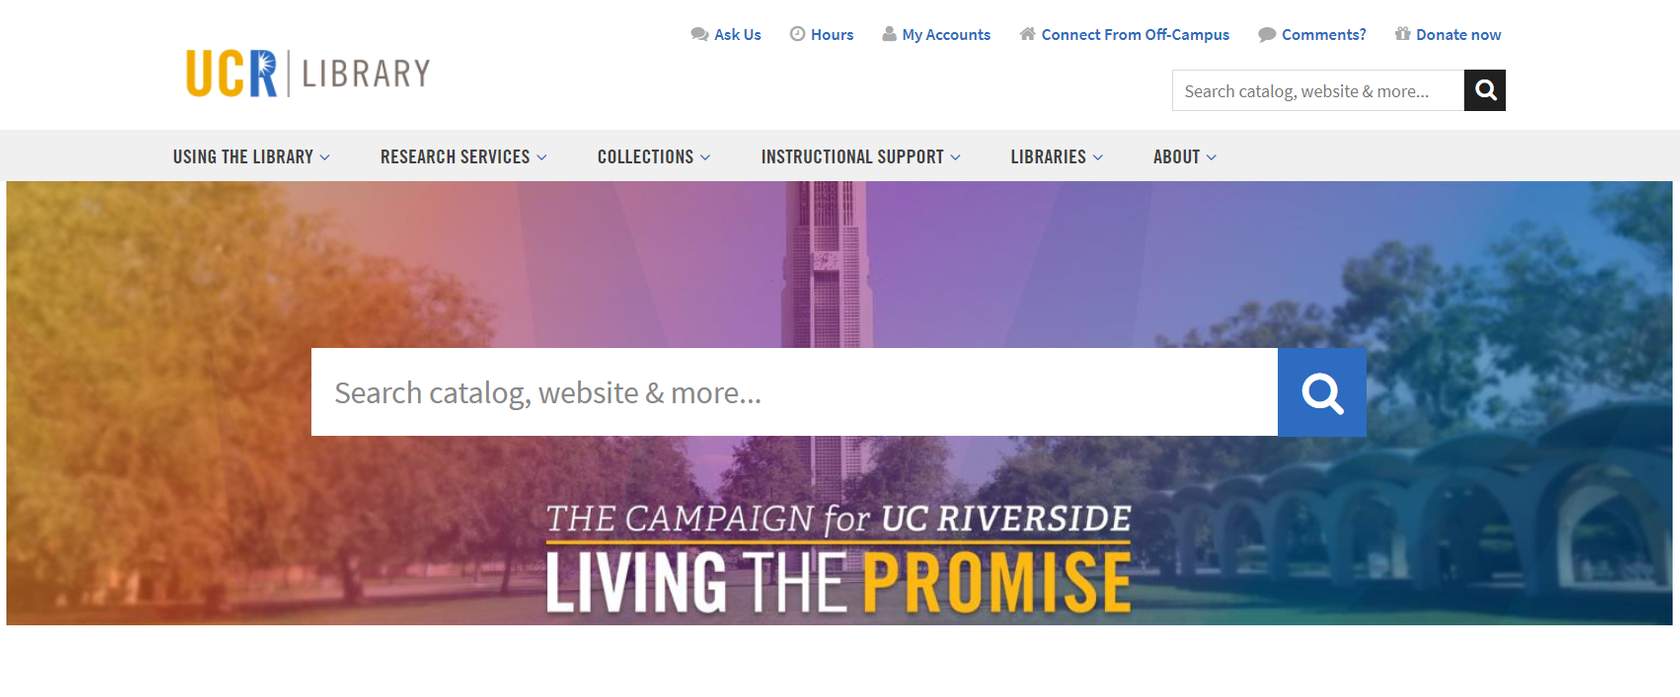 Ask Us Hours My Accounts Connect From Off-Campus Comments? Donate now
UCR LIBRARY
Search catalog, website & more...
USING THE LIBRARY RESEARCH SERVICES COLLECTIONS INSTRUCTIONAL SUPPORT LIBRARIES ABOUT
Search catalog, website & more...
THE CAMPAIGN for UC RIVERSIDE
LIVING THE PROMISE